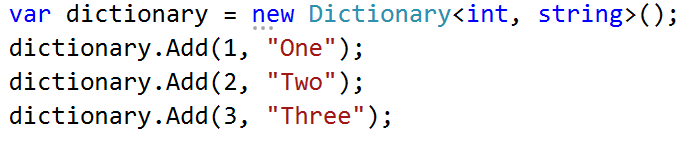 var dictionary = new Dictionary<int, string>();
dictionary.Add(1, "One");
dictionary.Add(2, "Two");
dictionary.Add(3, "Three");